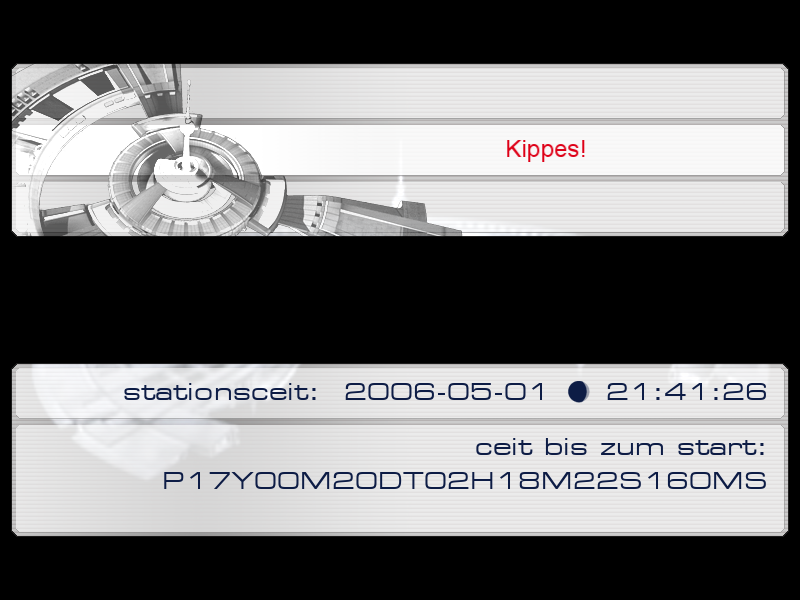 Kippes!
stationsceit: 2006-05-01 21:41:26
ceit bis zum start:
P17Y00M20DT02H18M22S160MS